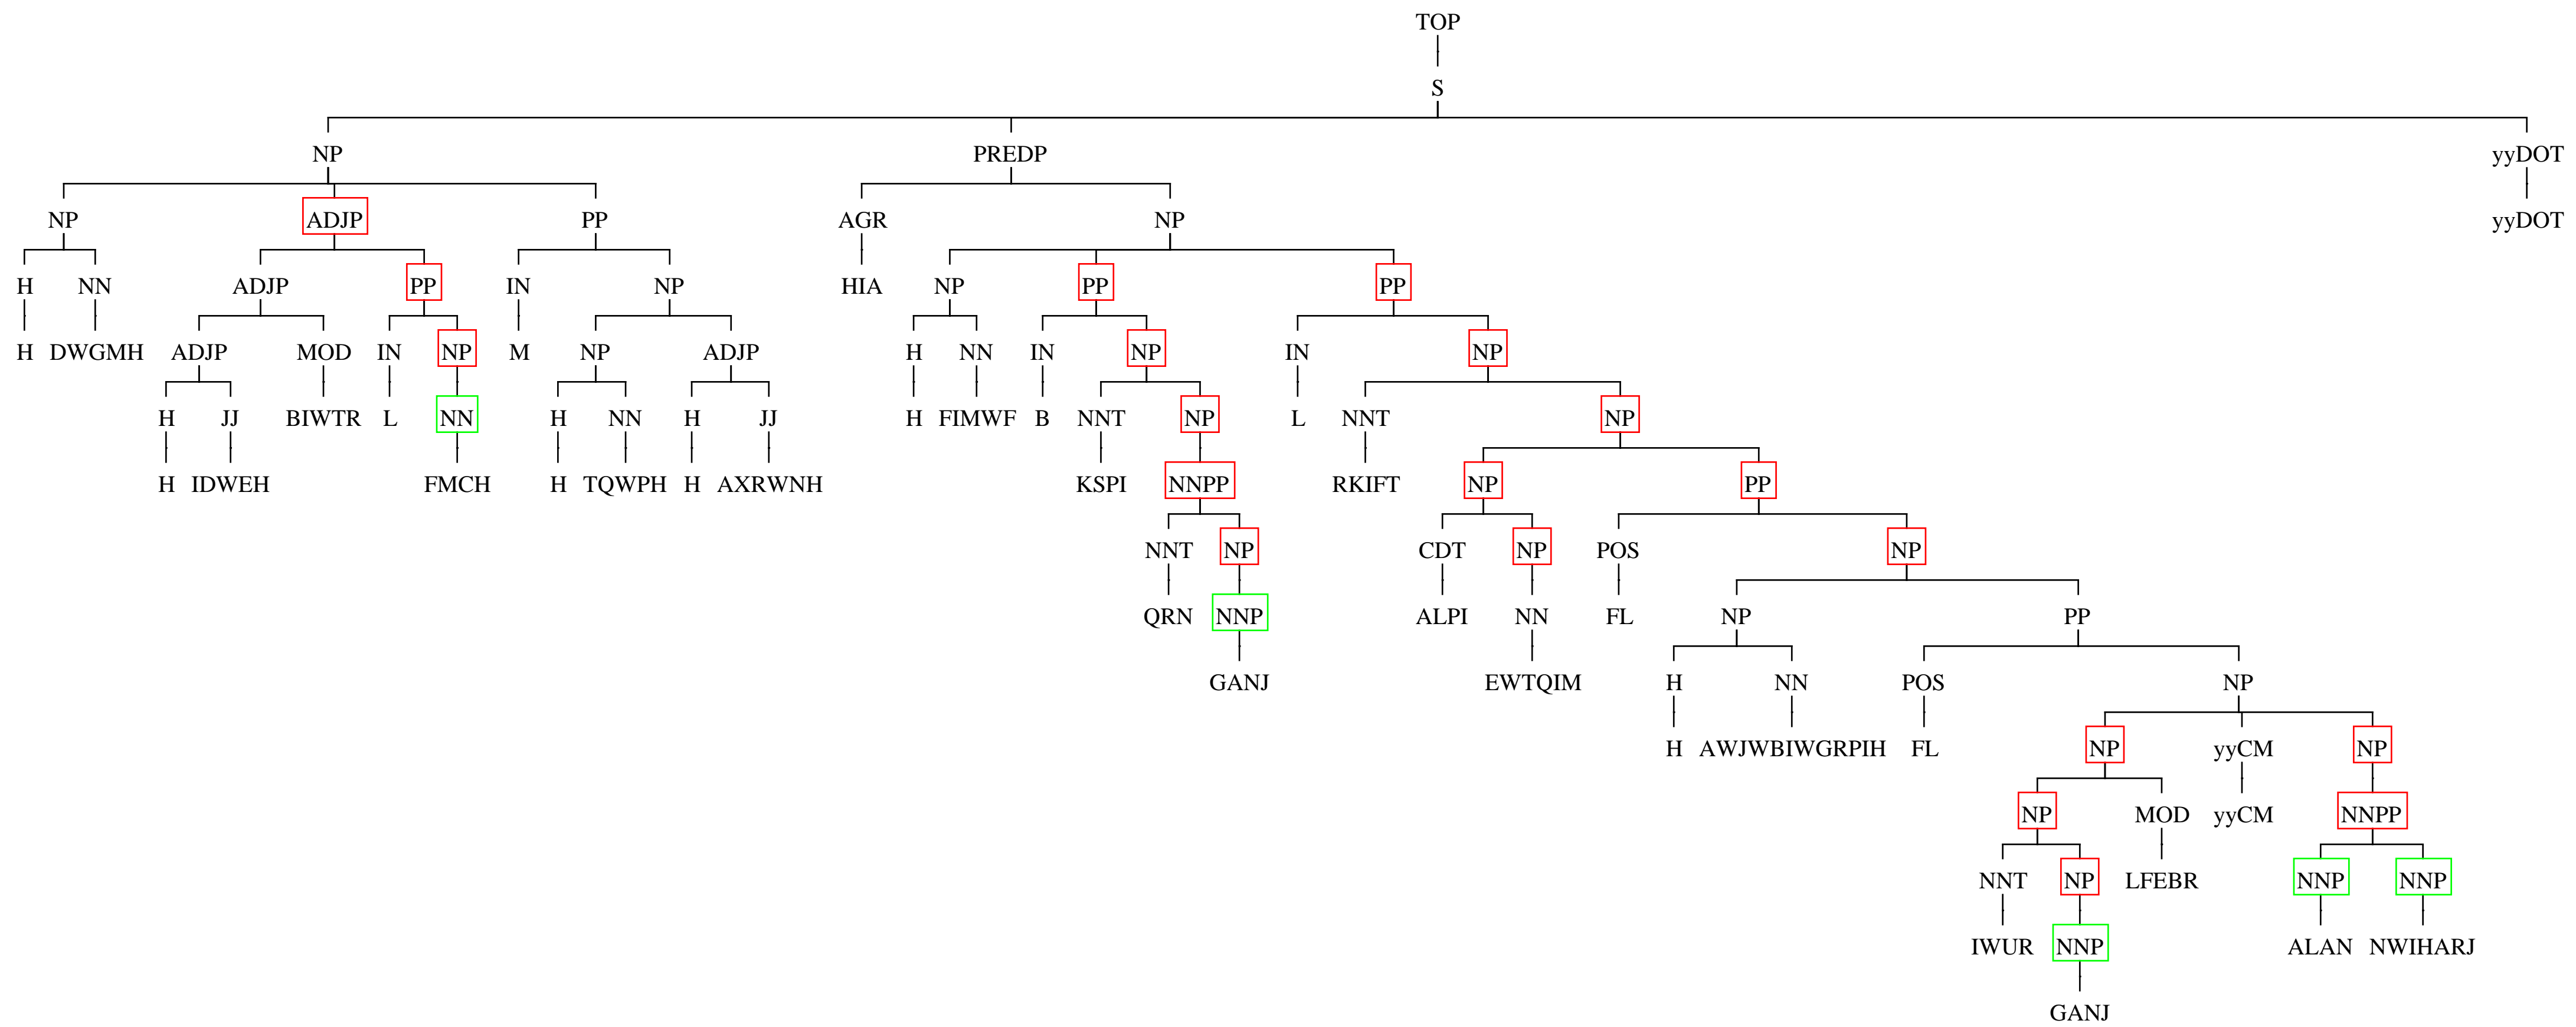 TOP
S
NP PREDP yyDOT
NP ADJP PP AGR NP yyDOT
H NN ADJP PP IN NP HIA NP PP PP
H DWGMH ADJP MOD IN NP M NP ADJP H NN IN NP IN NP
H JJ BIWTR L NN H NN H JJ H FIMWF B NNT NP L NNT NP
H IDWEH FMCH H TQWPH H AXRWNH KSPI NNPP RKIFT NP PP
NNT NP CDT NP POS NP
QRN NNP ALPI NN FL NP PP
GANJ EWTQIM H NN POS NP
H AWJWBIWGRPIH FL NP yyCM NP
NP MOD yyCM NNPP
NNT NP LFEBR NNP NNP
IWUR NNP ALAN NWIHARJ
GANJ